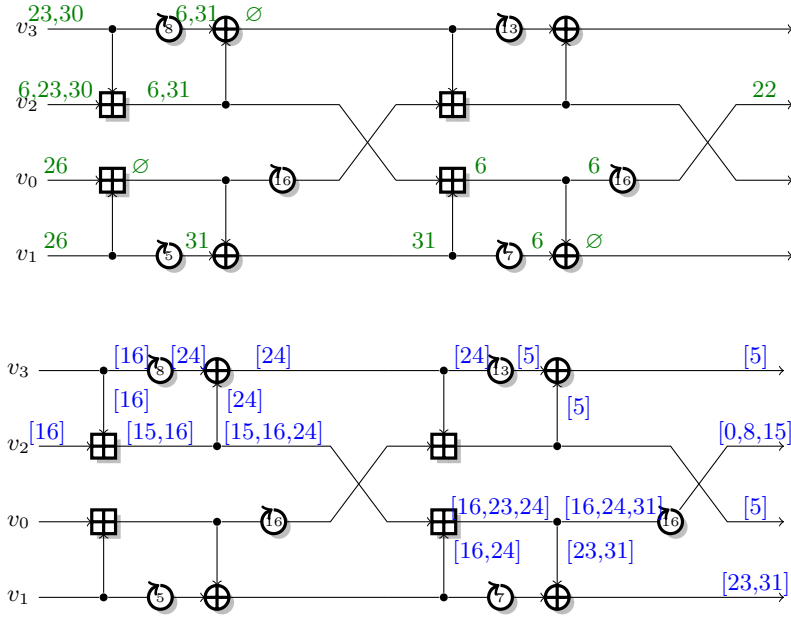 23,30 6,31 ∅
v3 8 13
6,23,30 6,31 22
v2
26 ∅ 6 6
v0 16 16
26 31 31 6 ∅
v1 5 7
[16] [24] [24] [24] [5] [5]
v3 8 13
[16] [24] [5]
[16] [15,16] [15,16,24] [0,8,15]
v2
[16,23,24] [16,24,31] [5]
v0 16 16
[16,24] [23,31]
[23,31]
v1 5 7